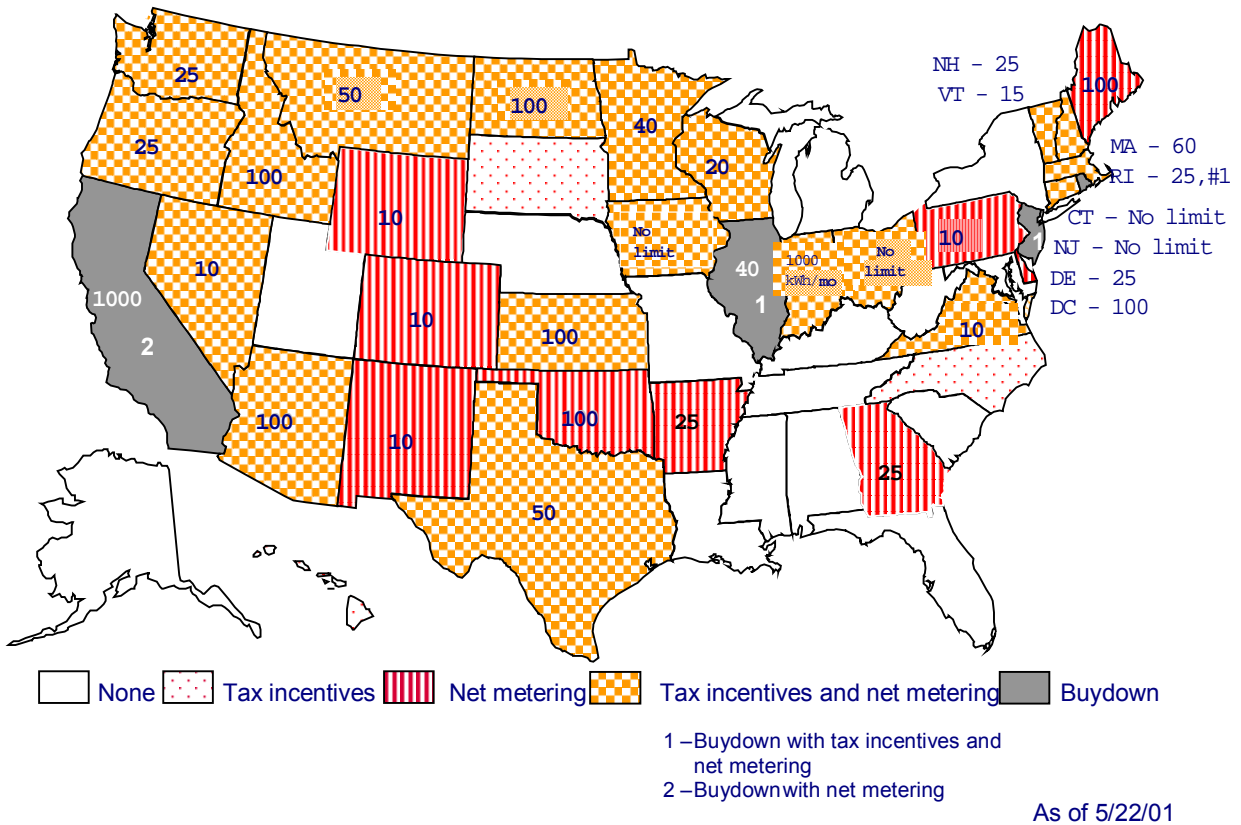 NH - 25
VT - 15
25
50
100
40
100
25
100
20
MA - 60
RI - 25,#1
10
CT - No limit
No limit
10
1
NJ - No limit
10
40
1000 kWh/mo
No limit
DE - 25
1000
1
DC - 100
2
10
100
10
100
10
100
25
25
50
None
Tax incentives
Net metering
Tax incentives and net metering
Buydown
1 –Buydown with tax incentives and
net metering
2 –Buydownwith net metering
As of 5/22/01